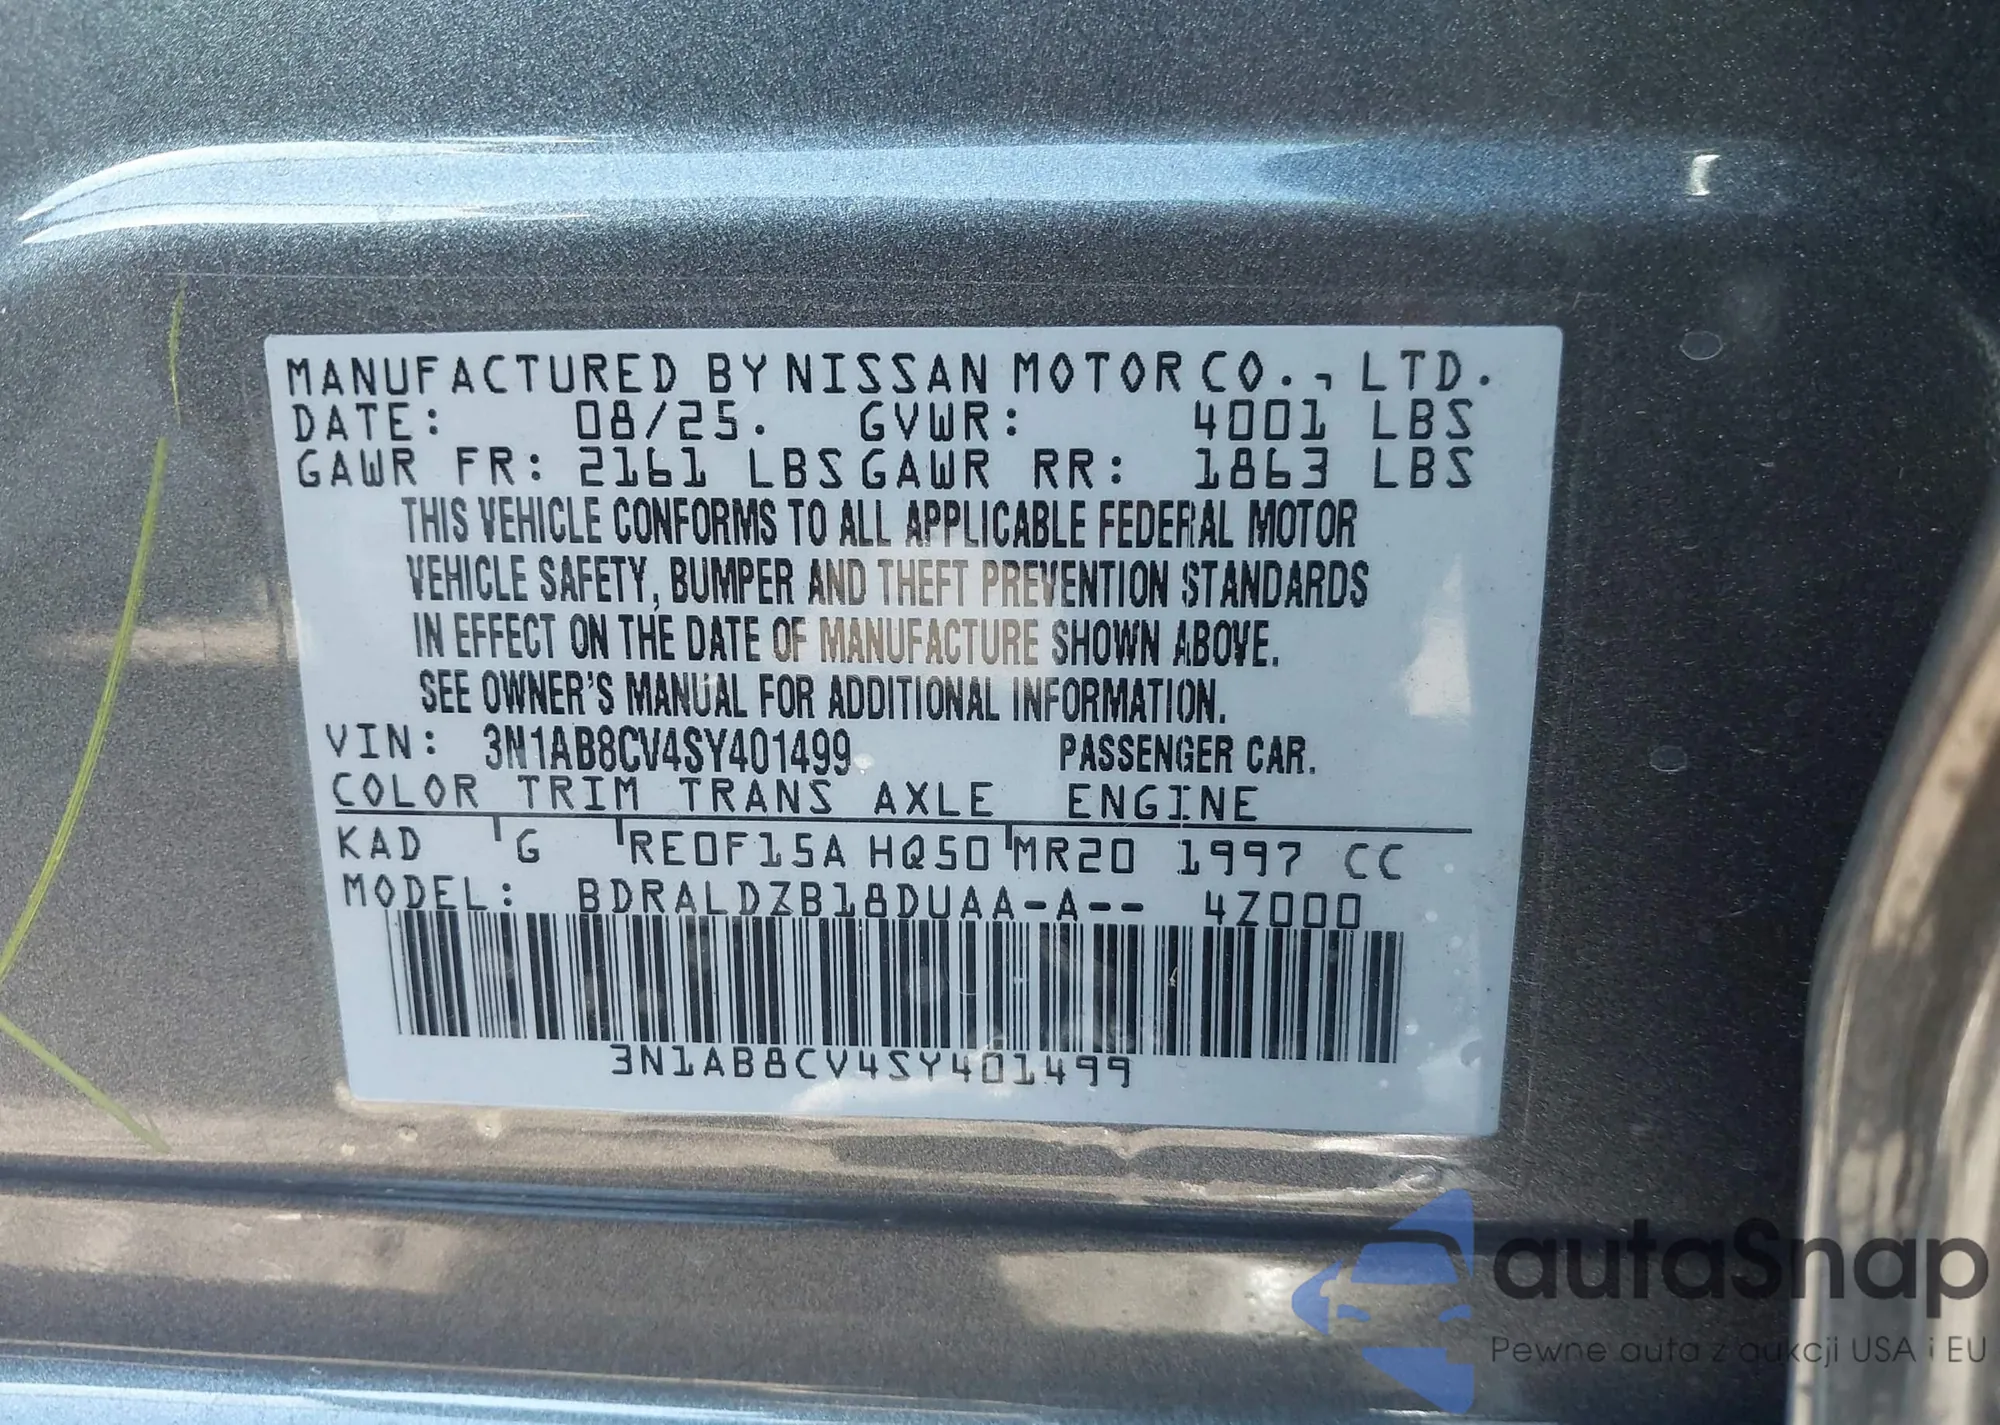 MANUFACTURED BY NISSAN MOTOR CO., LTD.
DATE: 08/25. GVWR: 4001 LBS
GAWR FR: 2161 LBS GAWR RR: 1863 LBS
THIS VEHICLE CONFORMS TO ALL APPLICABLE FEDERAL MOTOR
VEHICLE SAFETY, BUMPER AND THEFT PREVENTION STANDARDS
IN EFFECT ON THE DATE OF MANUFACTURE SHOWN ABOVE.
SEE OWNER'S MANUAL FOR ADDITIONAL INFORMATION.
VIN: 3N1AB8CV4SY401499 PASSENGER CAR.
COLOR TRIM TRANS AXLE ENGINE
KAD G RE0F15A HQ50 MR20 1997 CC
MODEL: BDRALDZB18DUAA-A-- 4Z000
3N1AB8CV4SY401499
autaSnap
Pewne auta z aukcji USA i EU